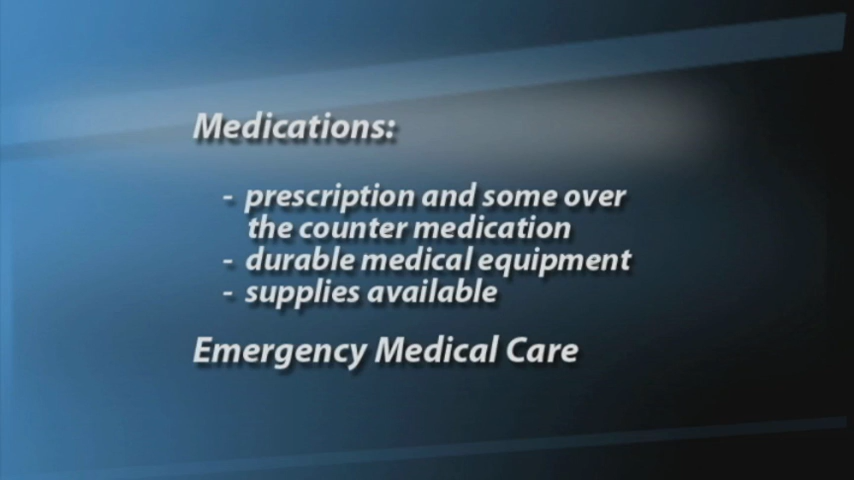 Medications:
- prescription and some over
the counter medication
- durable medical equipment
- supplies available
Emergency Medical Care